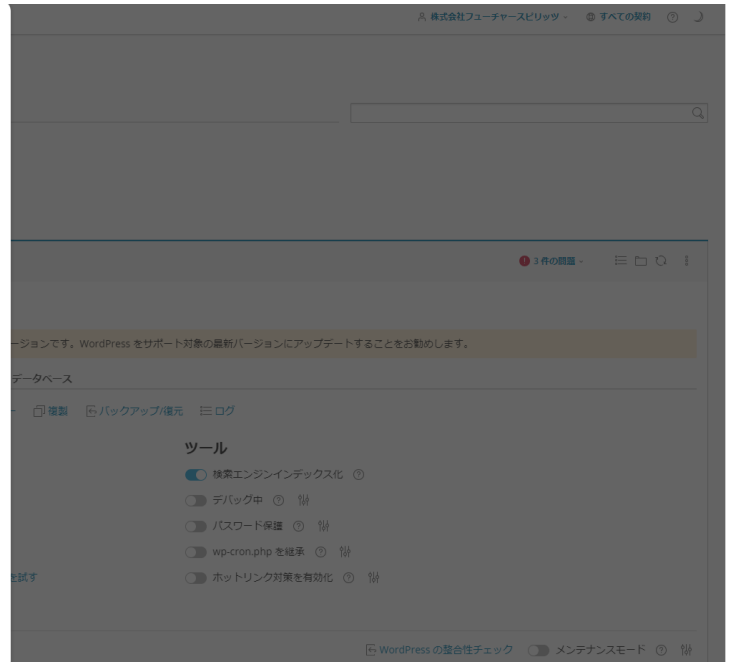 株式会社フューチャースピリッツ すべての契約
3 件の問題
ージョンです。WordPress をサポート対象の最新バージョンにアップデートすることをお勧めします。
データベース
複製 バックアップ/復元 ログ
ツール
検索エンジンインデックス化
デバッグ中
パスワード保護
wp-cron.php を継承
を試す ホットリンク対策を有効化
WordPress の整合性チェック メンテナンスモード